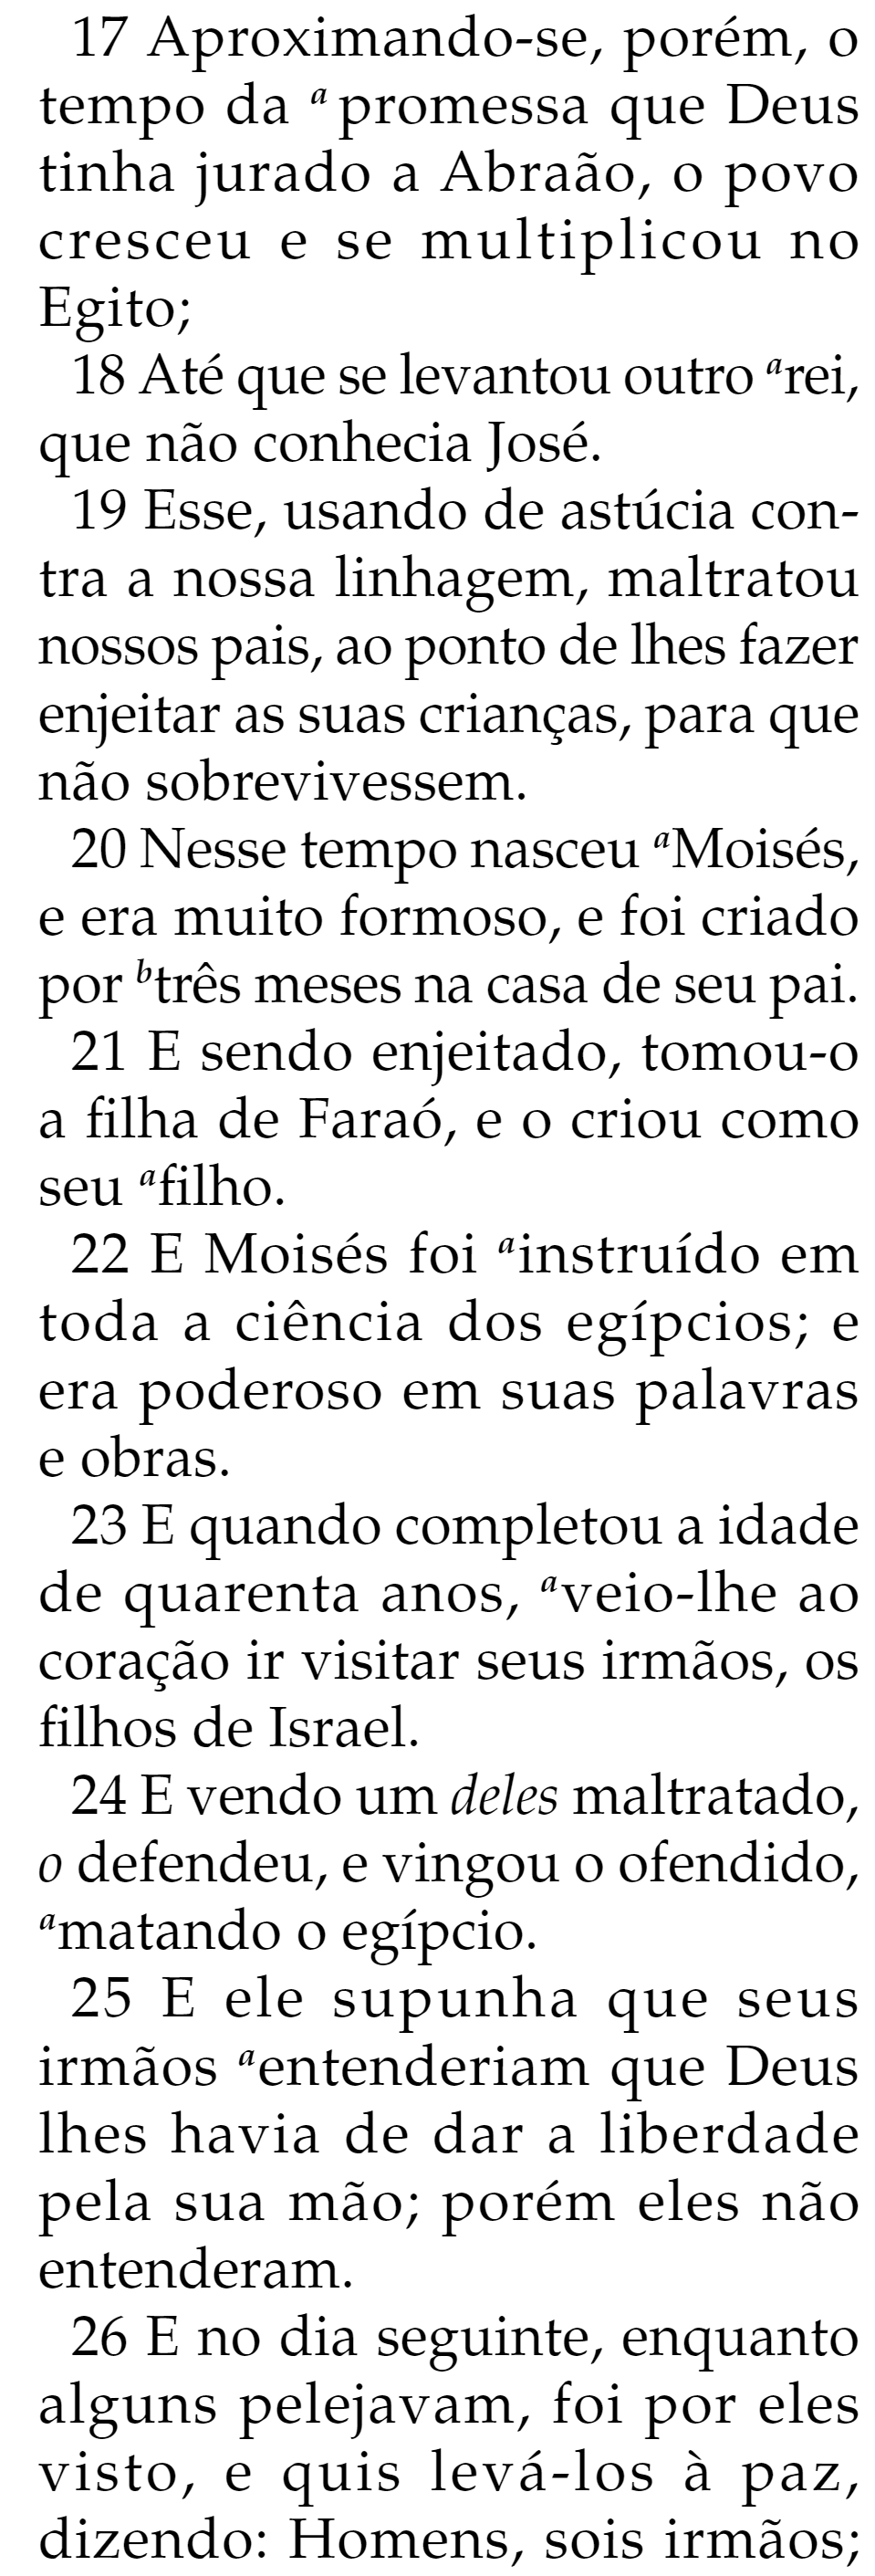 17 Aproximando-se, porém, o
tempo da a promessa que Deus
tinha jurado a Abraão, o povo
cresceu e se multiplicou no
Egito;
18 Até que se levantou outro arei,
que não conhecia José.
19 Esse, usando de astúcia con-
tra a nossa linhagem, maltratou
nossos pais, ao ponto de lhes fazer
enjeitar as suas crianças, para que
não sobrevivessem.
20 Nesse tempo nasceu aMoisés,
e era muito formoso, e foi criado
por btrês meses na casa de seu pai.
21 E sendo enjeitado, tomou-o
a filha de Faraó, e o criou como
seu afilho.
22 E Moisés foi ainstruído em
toda a ciência dos egípcios; e
era poderoso em suas palavras
e obras.
23 E quando completou a idade
de quarenta anos, aveio-lhe ao
coração ir visitar seus irmãos, os
filhos de Israel.
24 E vendo um deles maltratado,
o defendeu, e vingou o ofendido,
amatando o egípcio.
25 E ele supunha que seus
irmãos aentenderiam que Deus
lhes havia de dar a liberdade
pela sua mão; porém eles não
entenderam.
26 E no dia seguinte, enquanto
alguns pelejavam, foi por eles
visto, e quis levá-los à paz,
dizendo: Homens, sois irmãos;